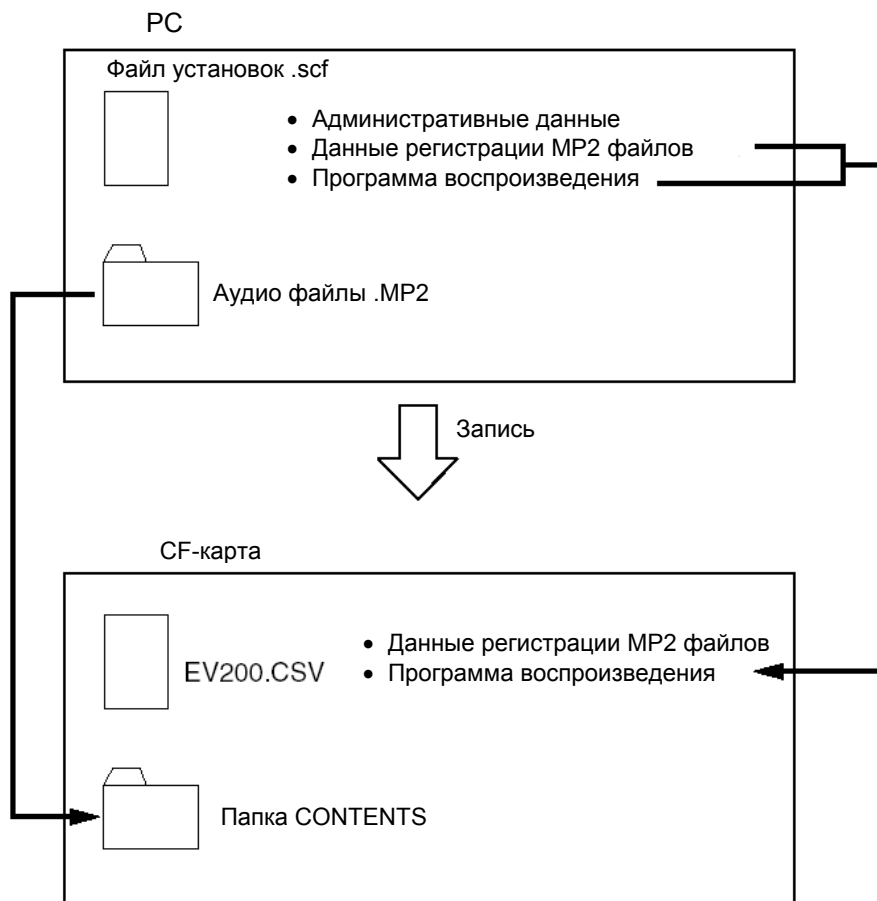 PC
Файл установок .scf
• Административные данные
• Данные регистрации MP2 файлов
• Программа воспроизведения
Аудио файлы .MP2
Запись
CF-карта
• Данные регистрации MP2 файлов
EV200.CSV • Программа воспроизведения
Папка CONTENTS